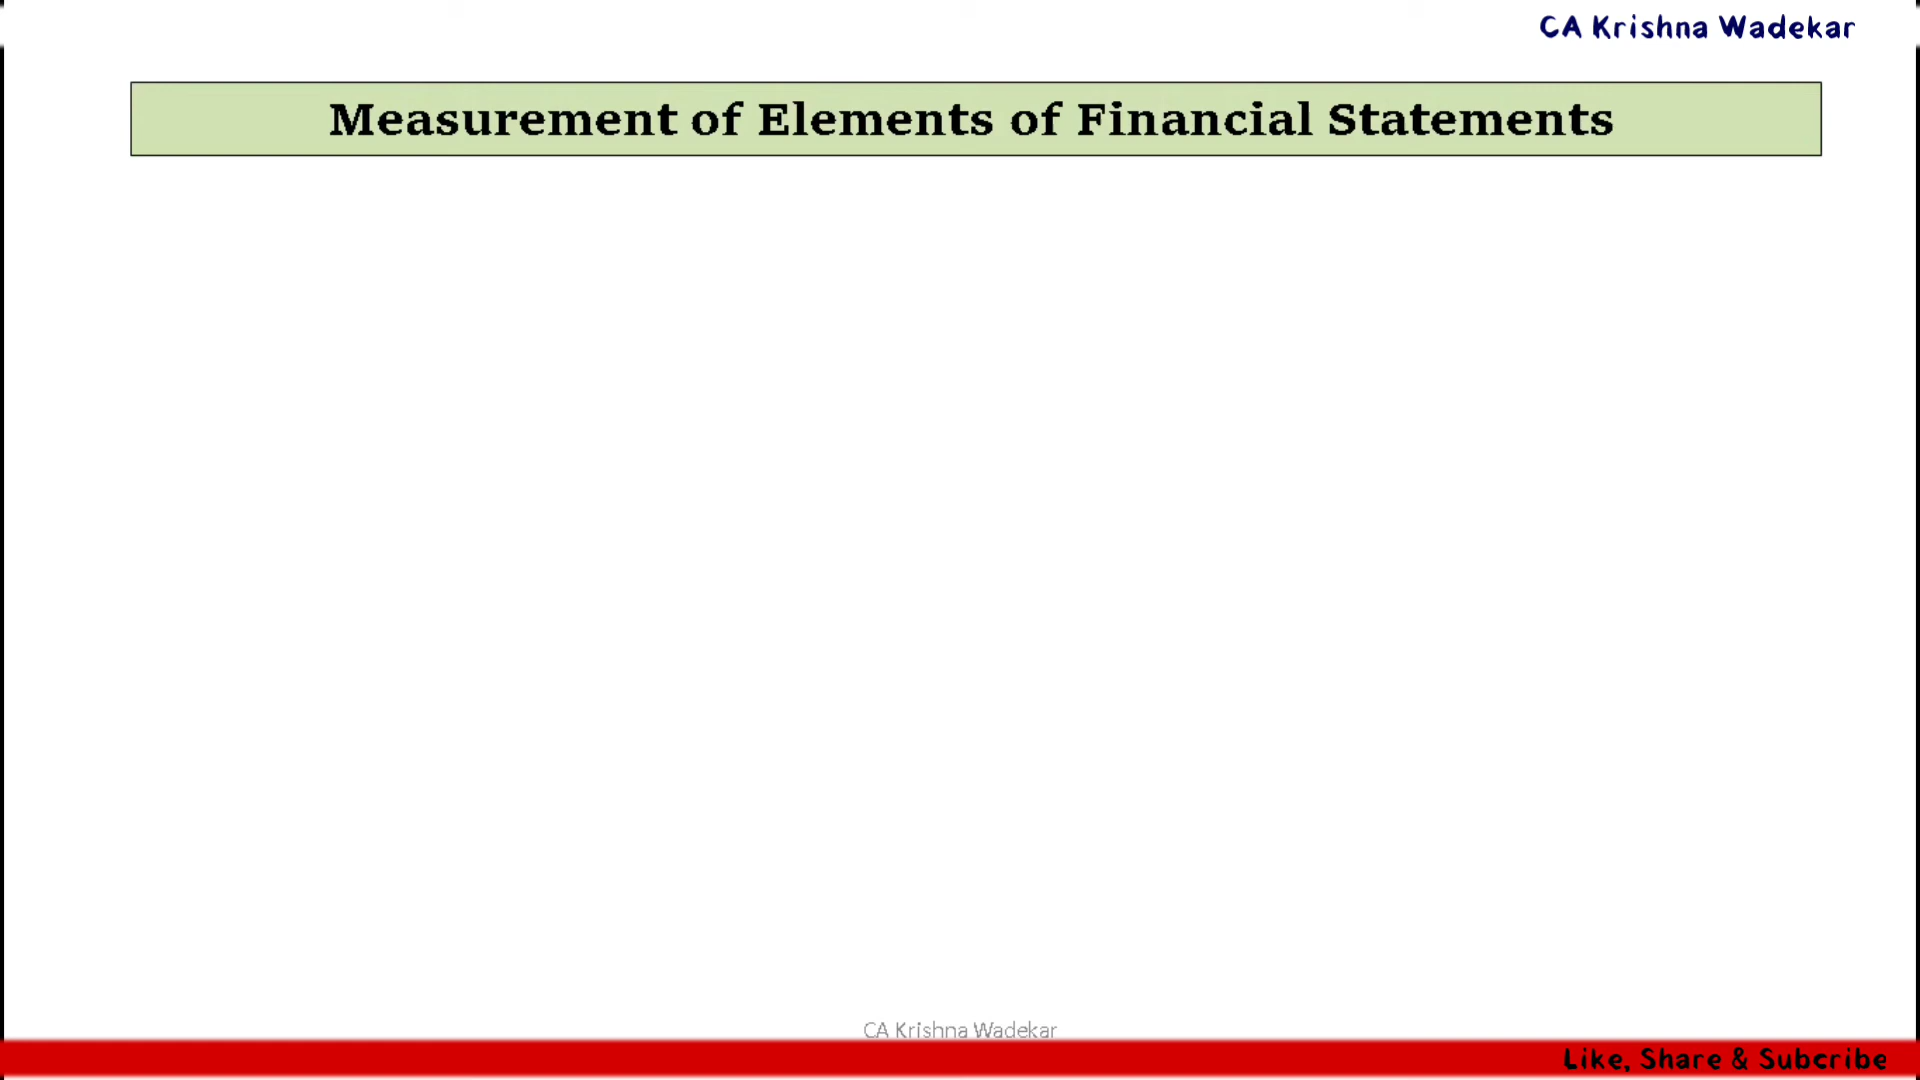 CA Krishna Wadekar
Measurement of Elements of Financial Statements
CA Krishna Wadekar
Like, Share & Subcribe